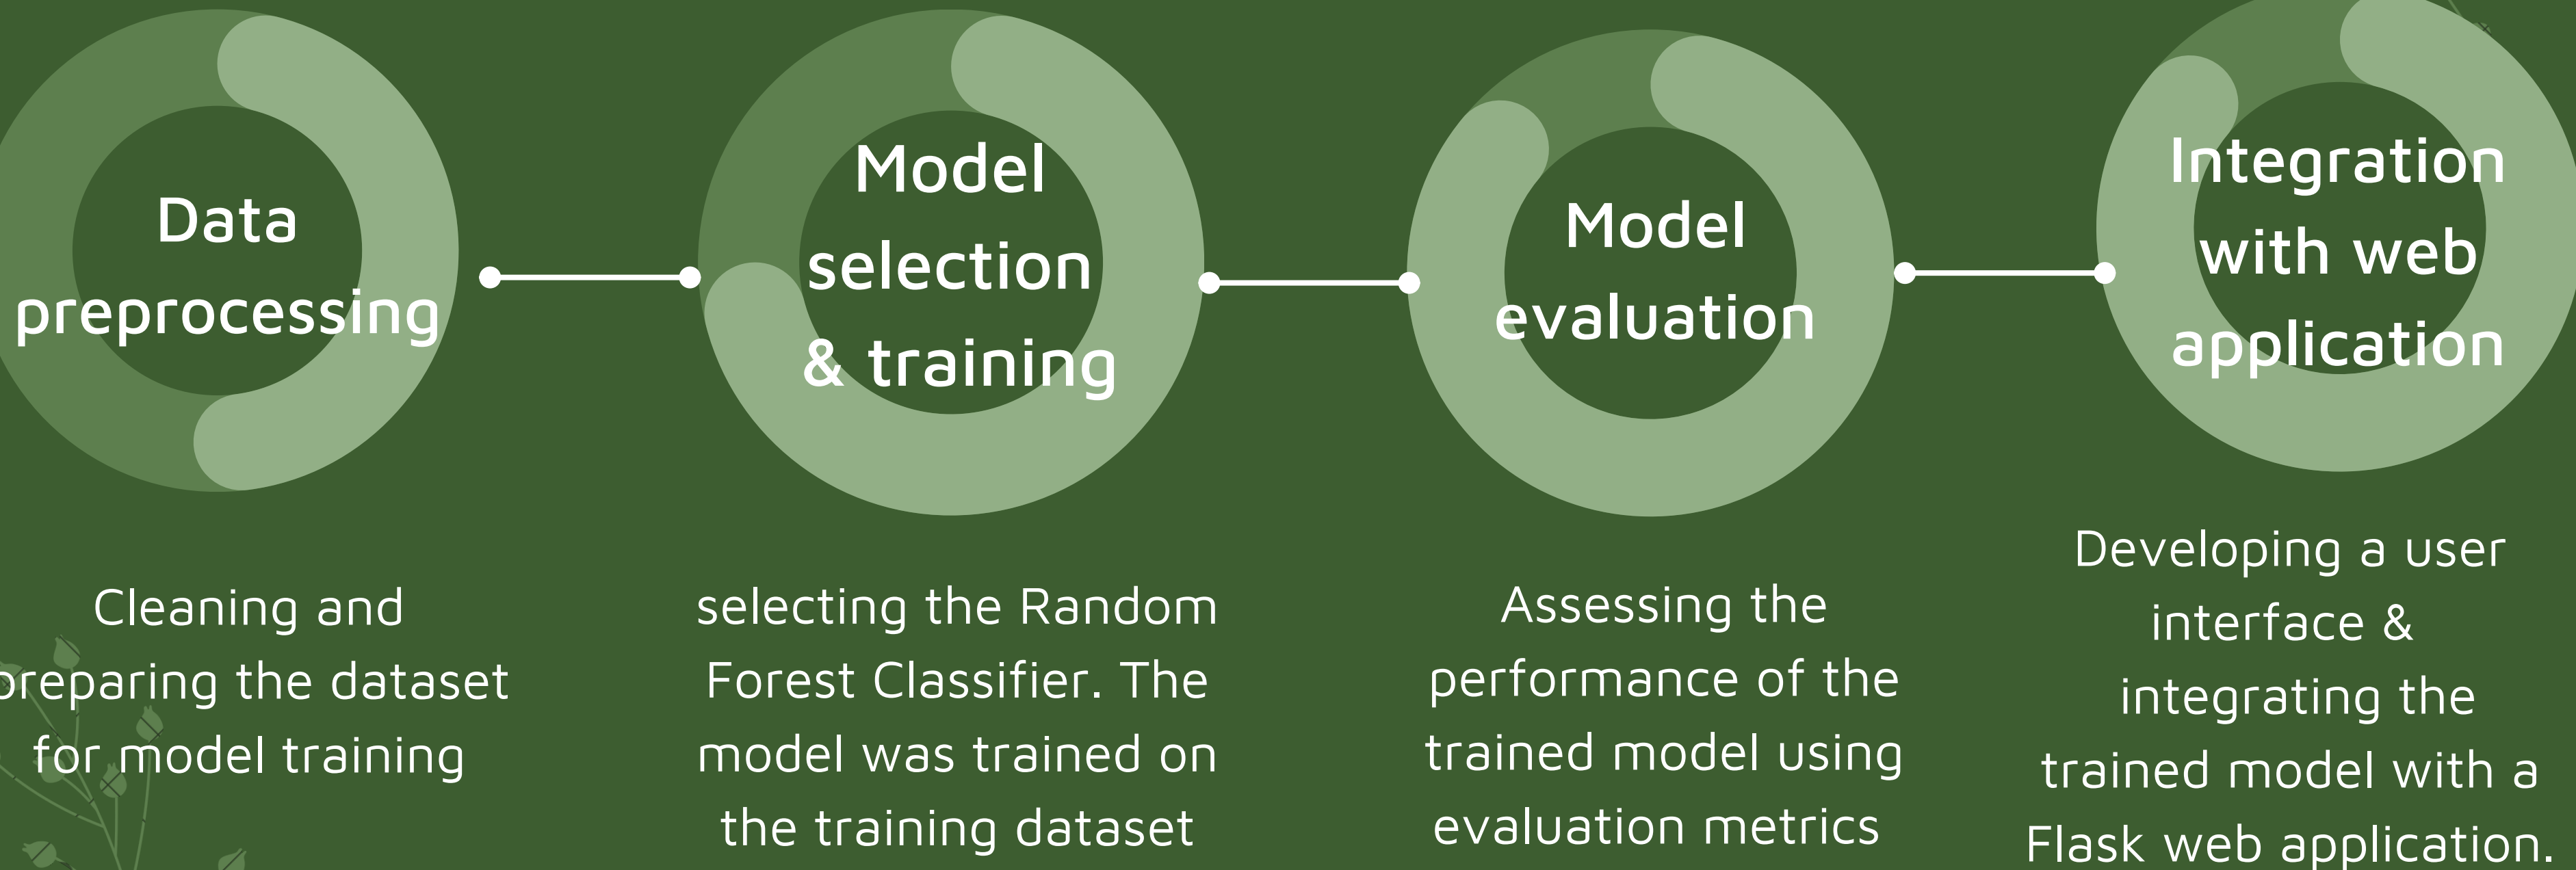 Data
preprocessing
Model
selection
& training
Model
evaluation
Integration
with web
application
Cleaning and
preparing the dataset
for model training
selecting the Random
Forest Classifier. The
model was trained on
the training dataset
Assessing the
performance of the
trained model using
evaluation metrics
Developing a user
interface &
integrating the
trained model with a
Flask web application.